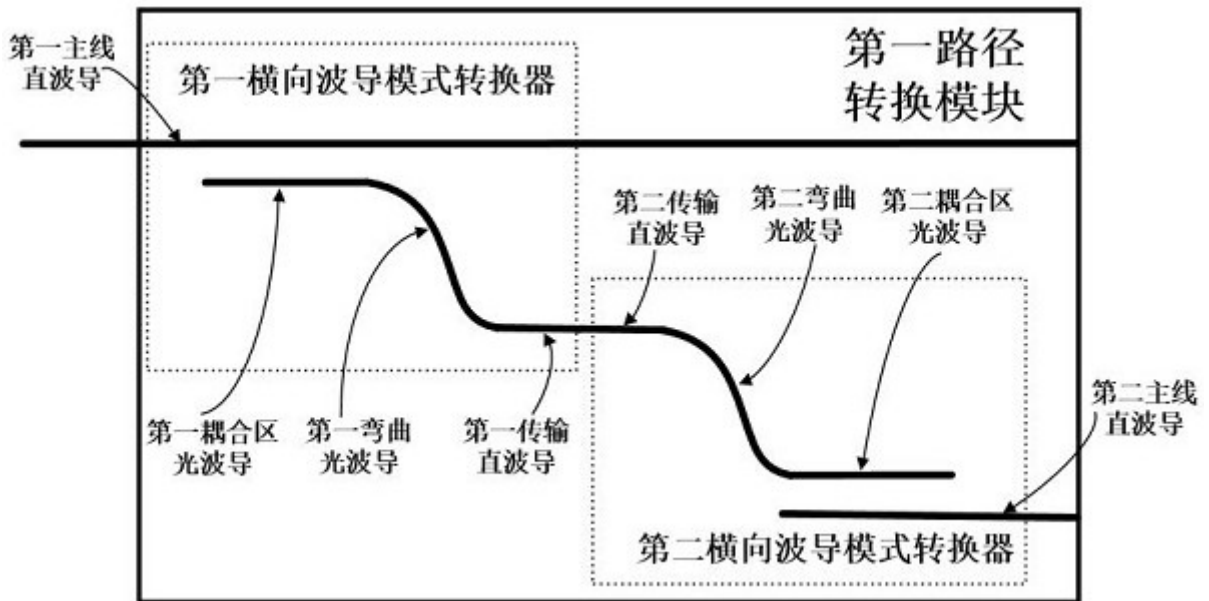 第一主线
直波导
第一横向波导模式转换器
第一路径
转换模块
第二传输
直波导
第二弯曲
光波导
第二耦合区
光波导
第一耦合区
光波导
第一弯曲
光波导
第一传输
直波导
第二主线
直波导
第二横向波导模式转换器